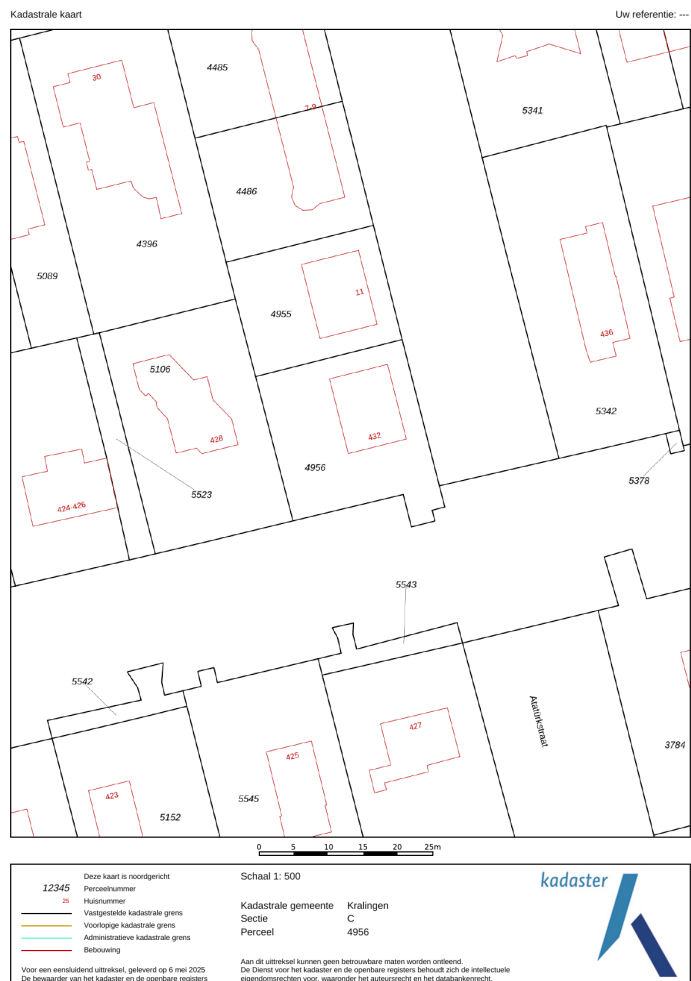 Kadastrale kaart
Uw referentie: ---
30
4485
7-9
5341
4486
4396
5089
11
4955
436
5106
428
432
5342
4956
5378
5523
424-426
5543
5542
427
Atatürkstraat
425
3784
423
5545
5152
0 5 10 15 20 25m
Deze kaart is noordgericht
12345 Perceelnummer
25 Huisnummer
Vastgestelde kadastrale grens
Voorlopige kadastrale grens
Administratieve kadastrale grens
Bebouwing
Voor een eensluidend uittreksel, geleverd op 6 mei 2025
De bewaarder van het kadaster en de openbare registers
Schaal 1: 500
Kadastrale gemeente Kralingen
Sectie C
Perceel 4956
Aan dit uittreksel kunnen geen betrouwbare maten worden ontleend.
De Dienst voor het kadaster en de openbare registers behoudt zich de intellectuele
eigendomsrechten voor, waaronder het auteursrecht en het databankenrecht.
kadaster